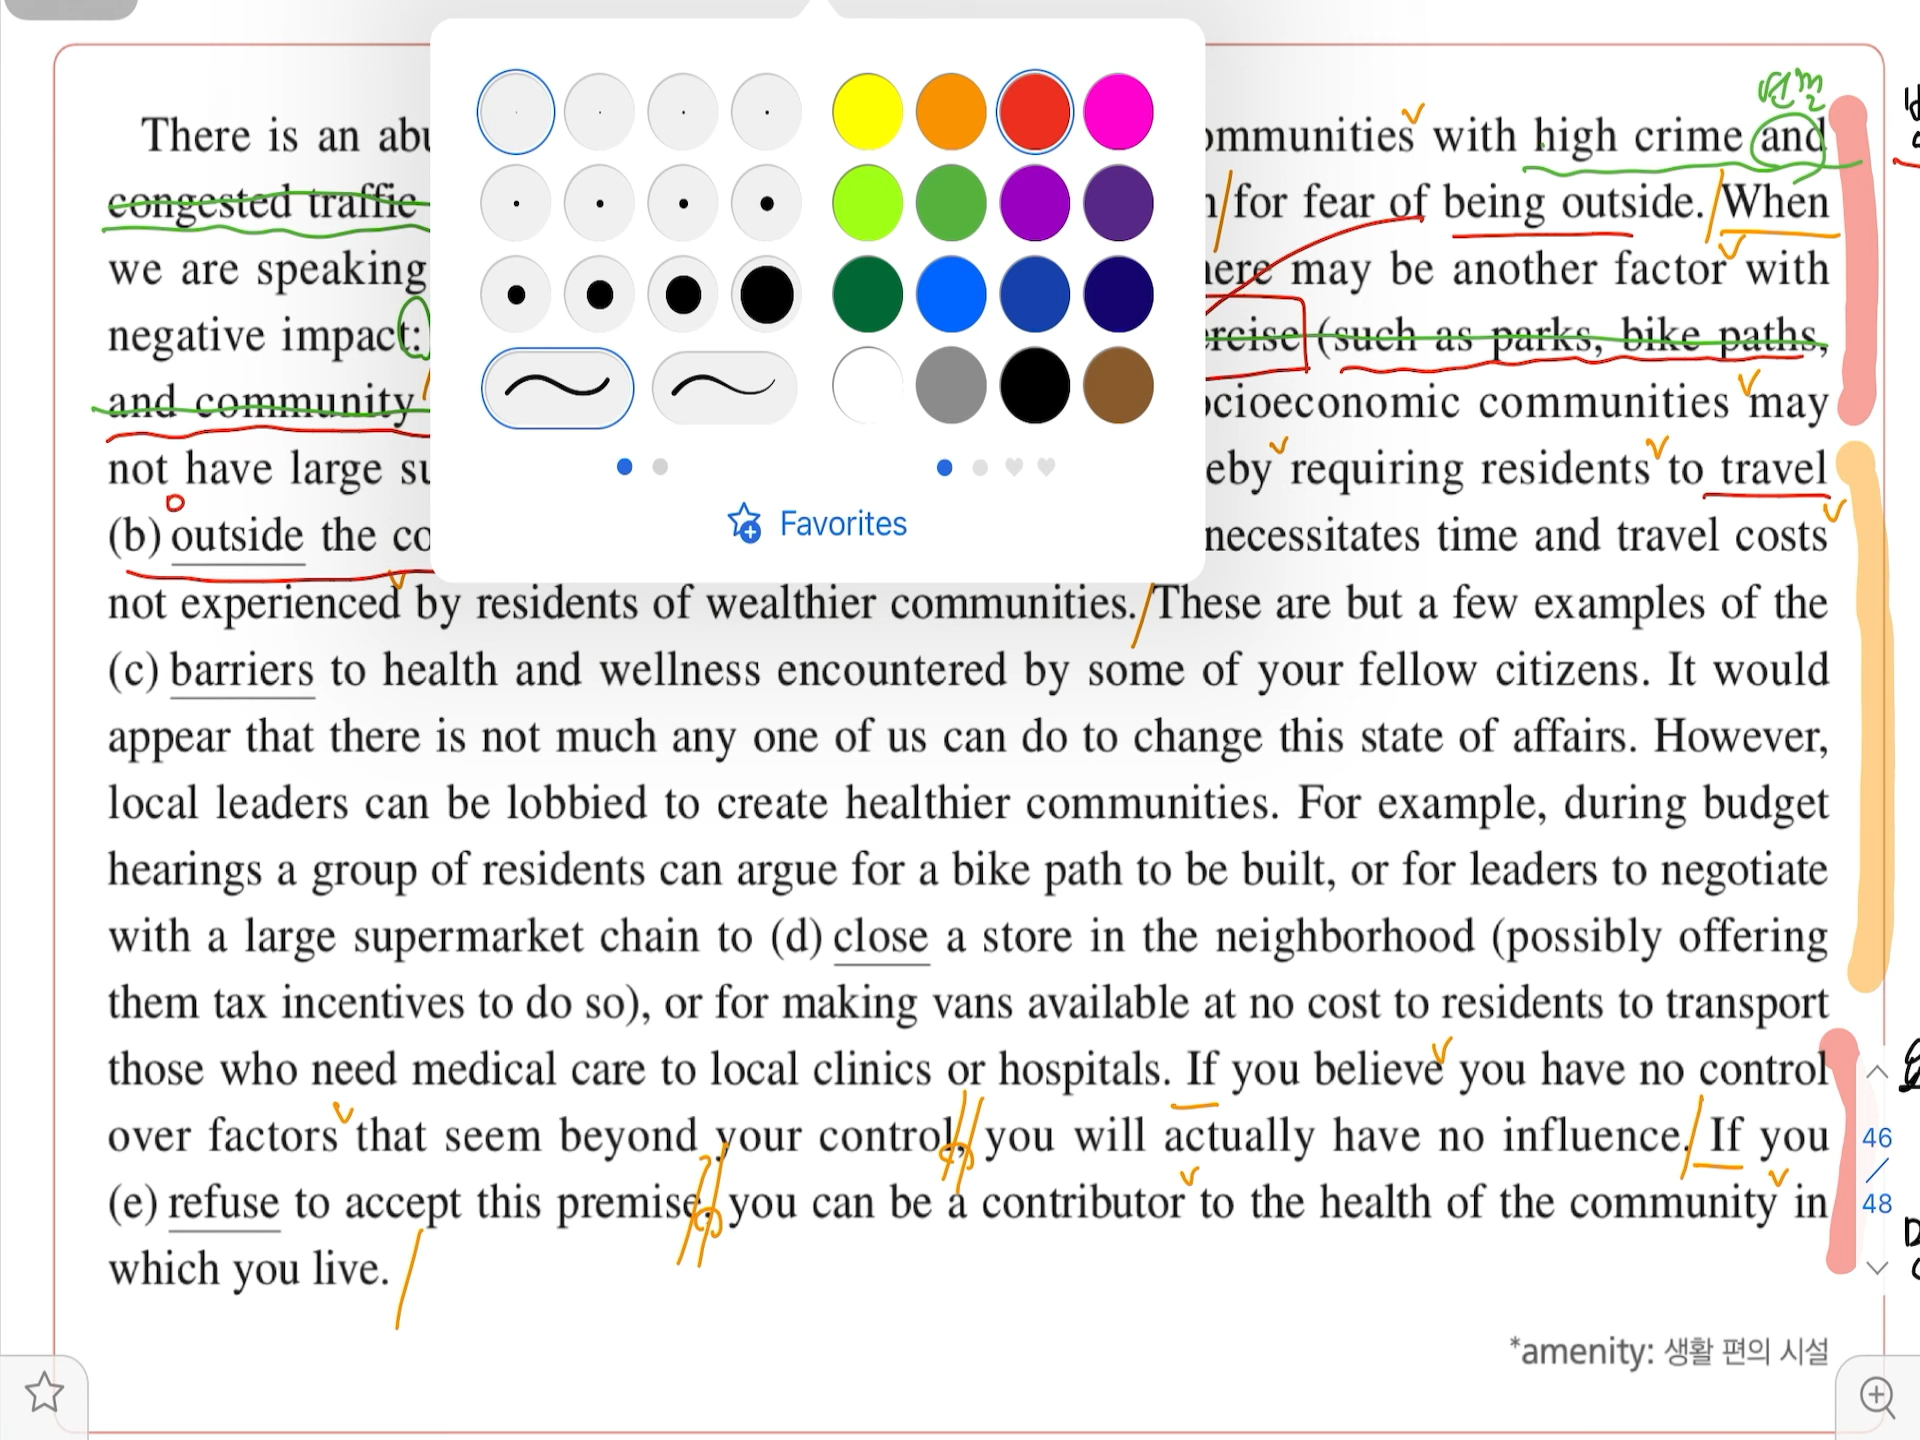 연결
There is an ommunities with high crime and
congested traffic for fear of being outside. When
we are speaking may be another factor with
negative impact: (such as parks, bike paths,
and community communities may
not have large requiring residents to travel
(b) outside the necessitates time and travel costs
not experienced by residents of wealthier communities. These are but a few examples of the
(c) barriers to health and wellness encountered by some of your fellow citizens. It would
appear that there is not much any one of us can do to change this state of affairs. However,
local leaders can be lobbied to create healthier communities. For example, during budget
hearings a group of residents can argue for a bike path to be built, or for leaders to negotiate
with a large supermarket chain to (d) close a store in the neighborhood (possibly offering
them tax incentives to do so), or for making vans available at no cost to residents to transport
those who need medical care to local clinics or hospitals. If you believe you have no control
over factors that seem beyond your control, you will actually have no influence. If you
(e) refuse to accept this premise, you can be a contributor to the health of the community in
which you live.
*amenity: 생활 편의 시설
Favorites
46
/
48